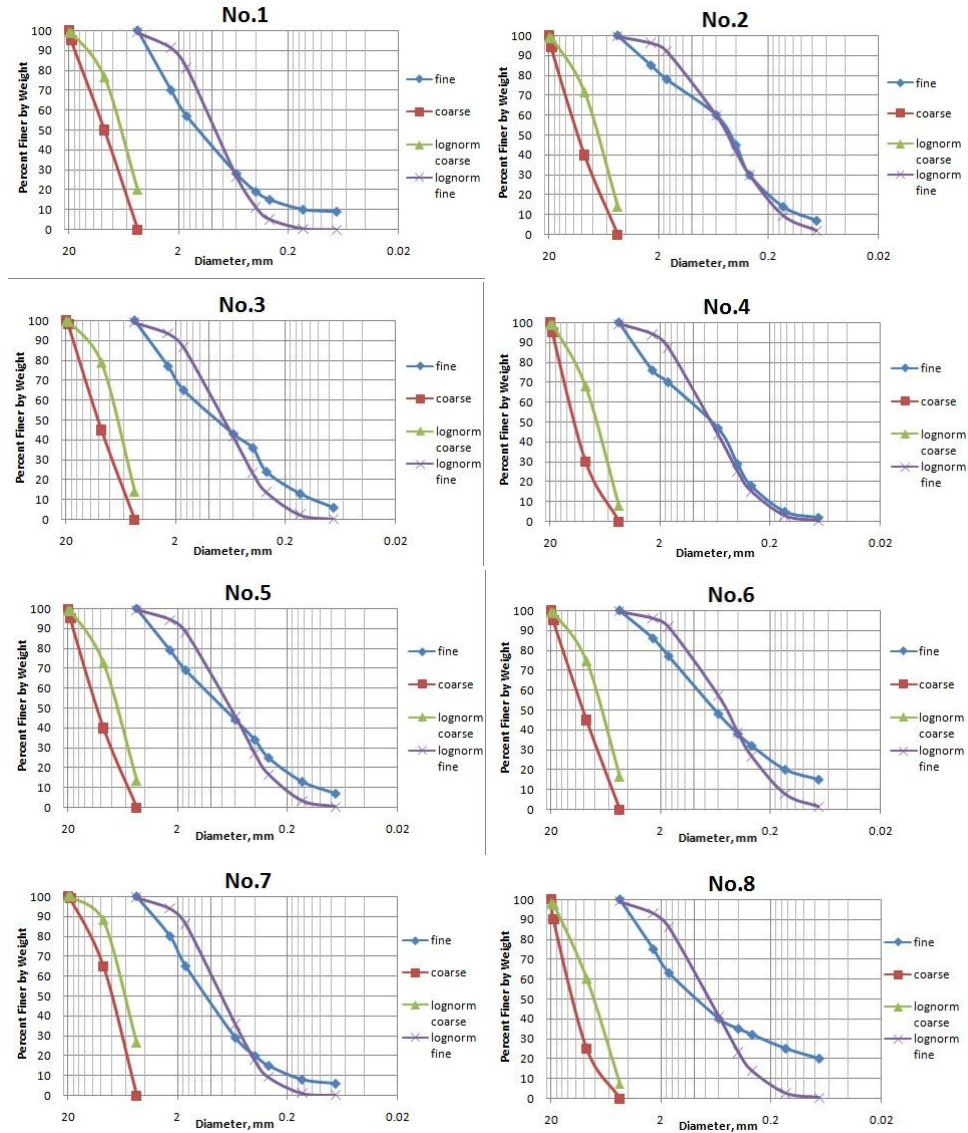 No.1
Percent Finer by Weight
100
90
80
70
60
50
40
30
20
10
0
20
2
0.2
0.02
Diameter, mm
fine
coarse
lognorm
coarse
lognorm
fine
No.2
Percent Finer by Weight
100
90
80
70
60
50
40
30
20
10
0
20
2
0.2
0.02
Diameter, mm
fine
coarse
lognorm
coarse
lognorm
fine
No.3
Percent Finer by Weight
100
90
80
70
60
50
40
30
20
10
0
20
2
0.2
0.02
Diameter, mm
fine
coarse
lognorm
coarse
lognorm
fine
No.4
Percent Finer by Weight
100
90
80
70
60
50
40
30
20
10
0
20
2
0.2
0.02
Diameter, mm
fine
coarse
lognorm
coarse
lognorm
fine
No.5
Percent Finer by Weight
100
90
80
70
60
50
40
30
20
10
0
20
2
0.2
0.02
Diameter, mm
fine
coarse
lognorm
coarse
lognorm
fine
No.6
Percent Finer by Weight
100
90
80
70
60
50
40
30
20
10
0
20
2
0.2
0.02
Diameter, mm
fine
coarse
lognorm
coarse
lognorm
fine
No.7
Percent Finer by Weight
100
90
80
70
60
50
40
30
20
10
0
20
2
0.2
0.02
Diameter, mm
fine
coarse
lognorm
coarse
lognorm
fine
No.8
Percent Finer by Weight
100
90
80
70
60
50
40
30
20
10
0
20
2
0.2
0.02
Diameter, mm
fine
coarse
lognorm
coarse
lognorm
fine